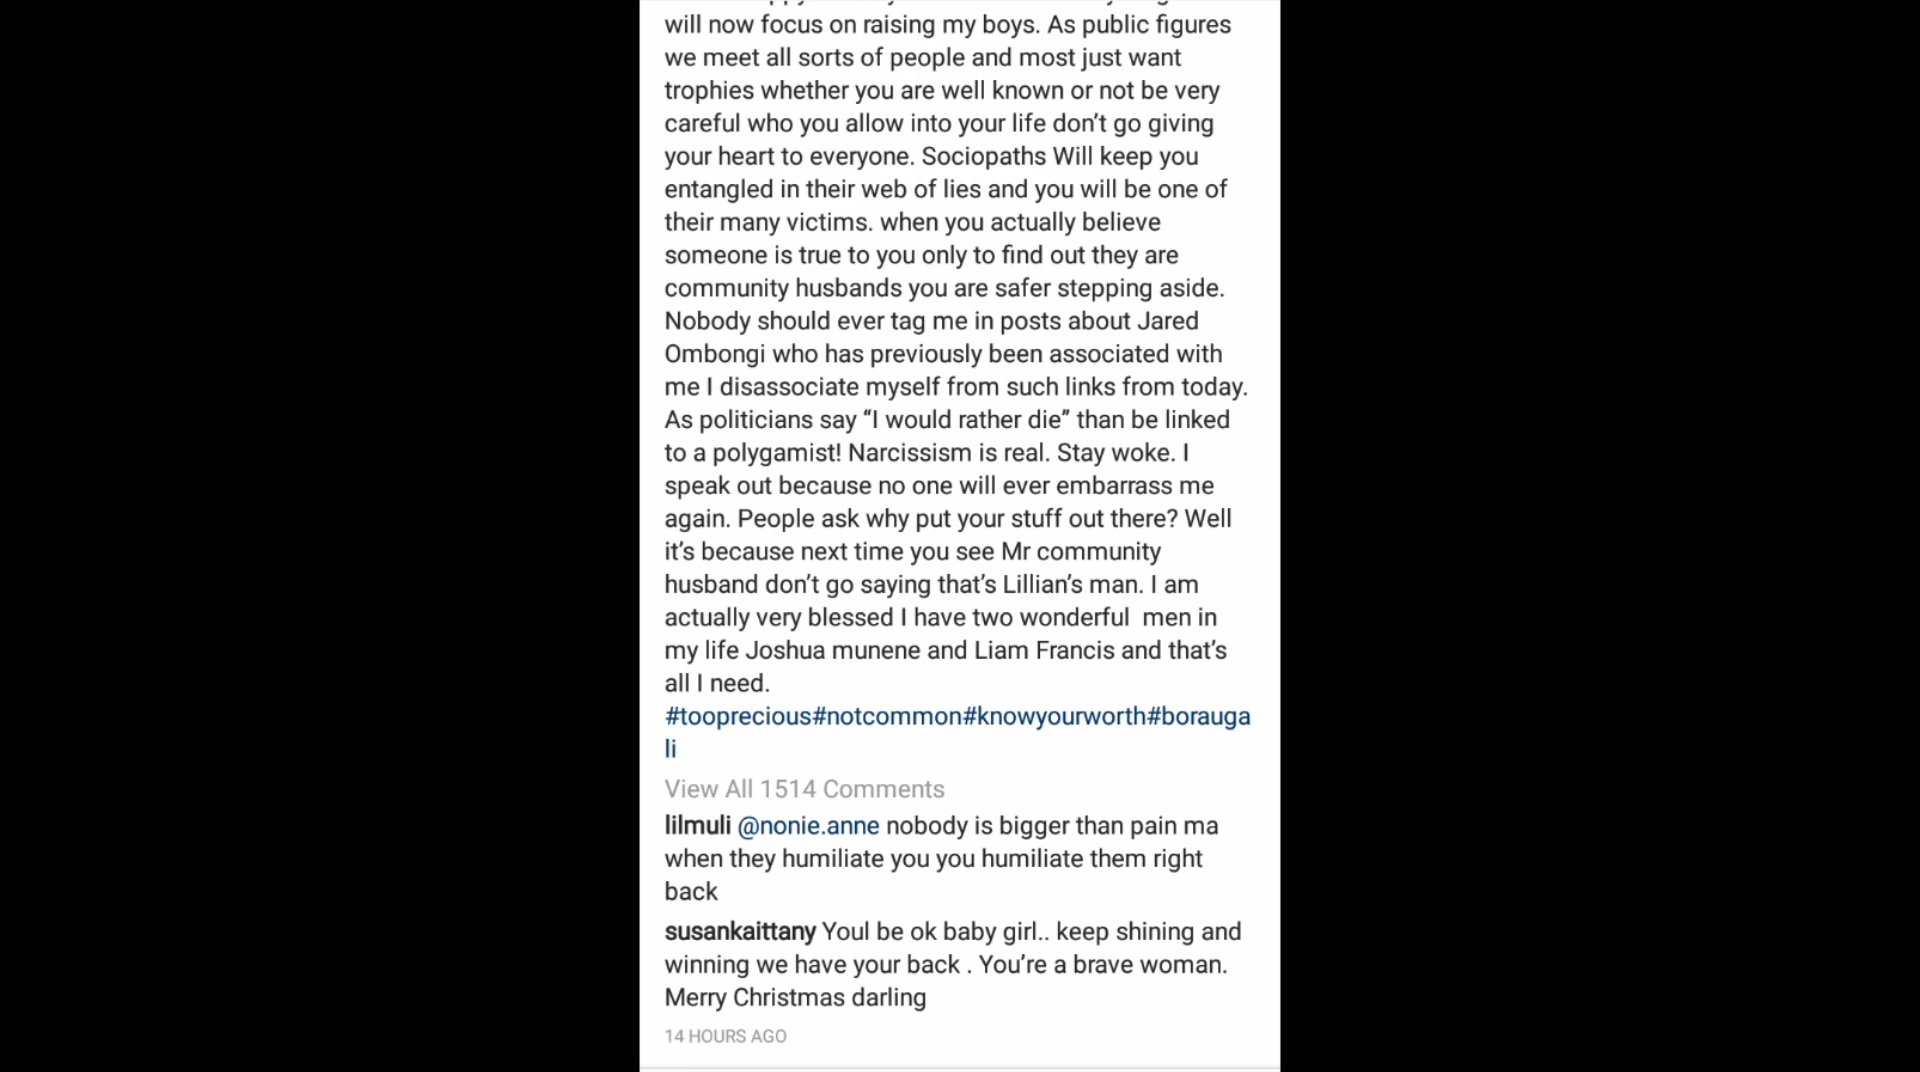 will now focus on raising my boys. As public figures
we meet all sorts of people and most just want
trophies whether you are well known or not be very
careful who you allow into your life don’t go giving
your heart to everyone. Sociopaths Will keep you
entangled in their web of lies and you will be one of
their many victims. when you actually believe
someone is true to you only to find out they are
community husbands you are safer stepping aside.
Nobody should ever tag me in posts about Jared
Ombongi who has previously been associated with
me I disassociate myself from such links from today.
As politicians say “I would rather die” than be linked
to a polygamist! Narcissism is real. Stay woke. I
speak out because no one will ever embarrass me
again. People ask why put your stuff out there? Well
it’s because next time you see Mr community
husband don’t go saying that’s Lillian’s man. I am
actually very blessed I have two wonderful  men in
my life Joshua munene and Liam Francis and that’s
all I need.
#tooprecious#notcommon#knowyourworth#borauga
li
View All 1514 Comments
lilmuli @nonie.anne nobody is bigger than pain ma
when they humiliate you you humiliate them right
back
susankaittany Youl be ok baby girl.. keep shining and
winning we have your back . You’re a brave woman.
Merry Christmas darling
14 HOURS AGO